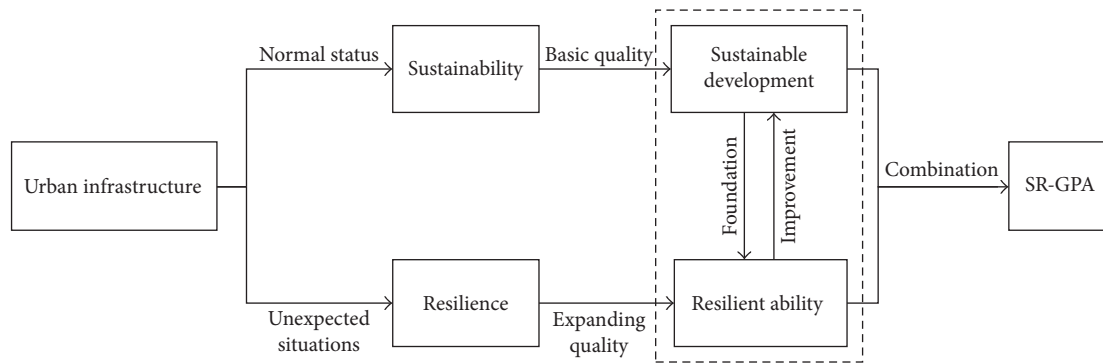 Urban infrastructure
Normal status
Sustainability
Basic quality
Sustainable
development
Foundation
Improvement
Unexpected
situations
Resilience
Expanding
quality
Resilient ability
Combination
SR-GPA